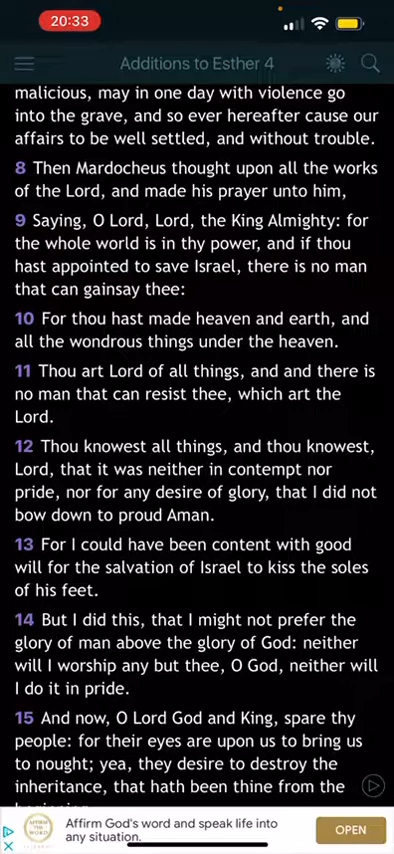 20:33
Additions to Esther 4
malicious, may in one day with violence go
into the grave, and so ever hereafter cause our
affairs to be well settled, and without trouble.
8 Then Mardocheus thought upon all the works
of the Lord, and made his prayer unto him,
9 Saying, O Lord, Lord, the King Almighty: for
the whole world is in thy power, and if thou
hast appointed to save Israel, there is no man
that can gainsay thee:
10 For thou hast made heaven and earth, and
all the wondrous things under the heaven.
11 Thou art Lord of all things, and and there is
no man that can resist thee, which art the
Lord.
12 Thou knowest all things, and thou knowest,
Lord, that it was neither in contempt nor
pride, nor for any desire of glory, that I did not
bow down to proud Aman.
13 For I could have been content with good
will for the salvation of Israel to kiss the soles
of his feet.
14 But I did this, that I might not prefer the
glory of man above the glory of God: neither
will I worship any but thee, O God, neither will
I do it in pride.
15 And now, O Lord God and King, spare thy
people: for their eyes are upon us to bring us
to nought; yea, they desire to destroy the
inheritance, that hath been thine from the
beginning.
AFFIRM
THE
WORD
Affirm God's word and speak life into
any situation.
OPEN